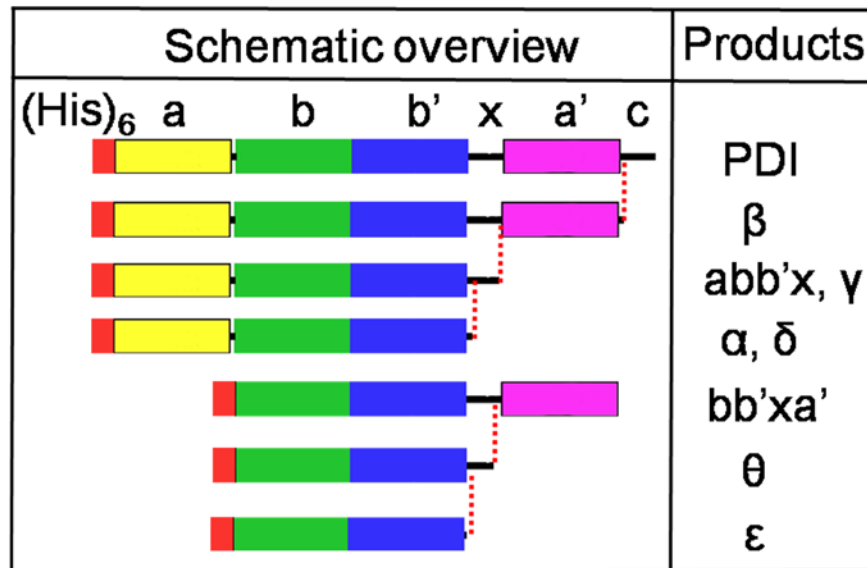 Schematic overview Products
(His)6 a b b’ x a’ c
PDI
β
abb’x, γ
α, δ
bb’xa’
θ
ε